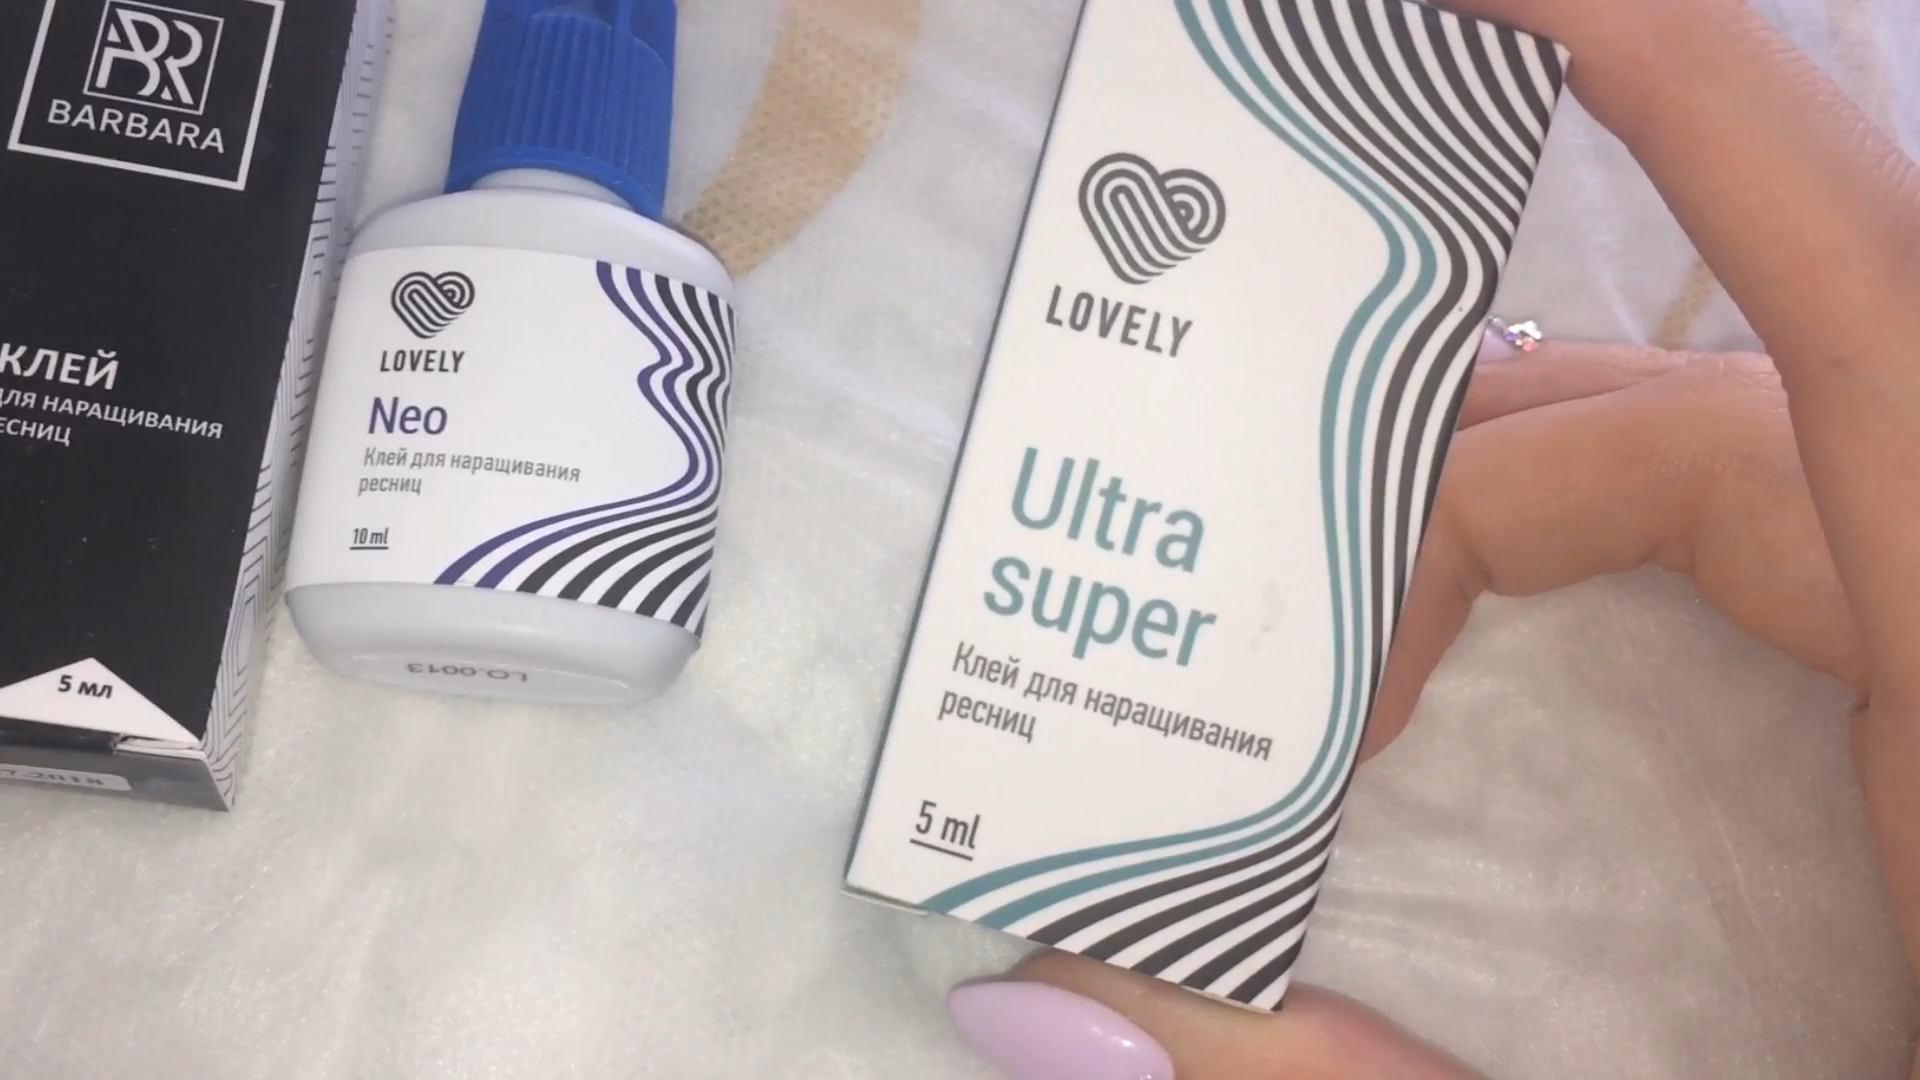 BARBARA
КЛЕЙ
ДЛЯ НАРАЩИВАНИЯ
РЕСНИЦ
5 мл
2018
LOVELY
Neo
Клей для наращивания
ресниц
10 ml
LO.0013
LOVELY
Ultra
super
Клей для наращивания
ресниц
5 ml